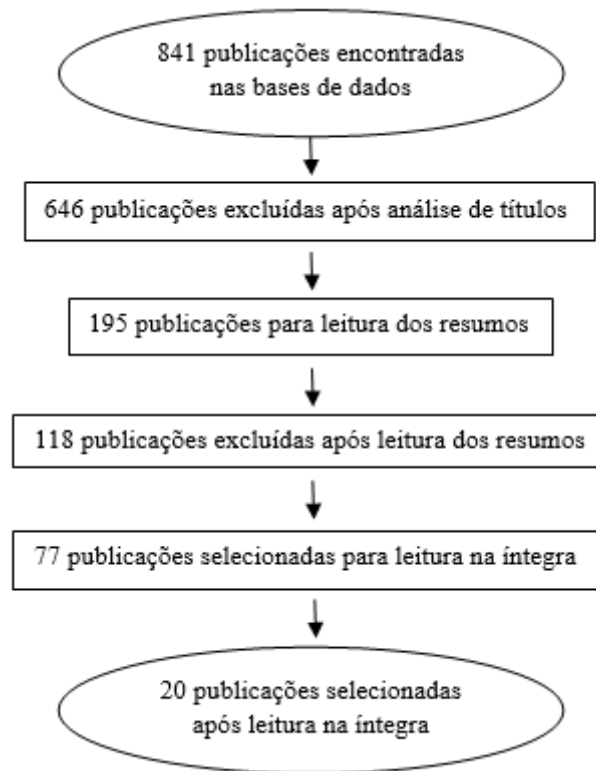 841 publicações encontradas
nas bases de dados
646 publicações excluídas após análise de títulos
195 publicações para leitura dos resumos
118 publicações excluídas após leitura dos resumos
77 publicações selecionadas para leitura na íntegra
20 publicações selecionadas
após leitura na íntegra